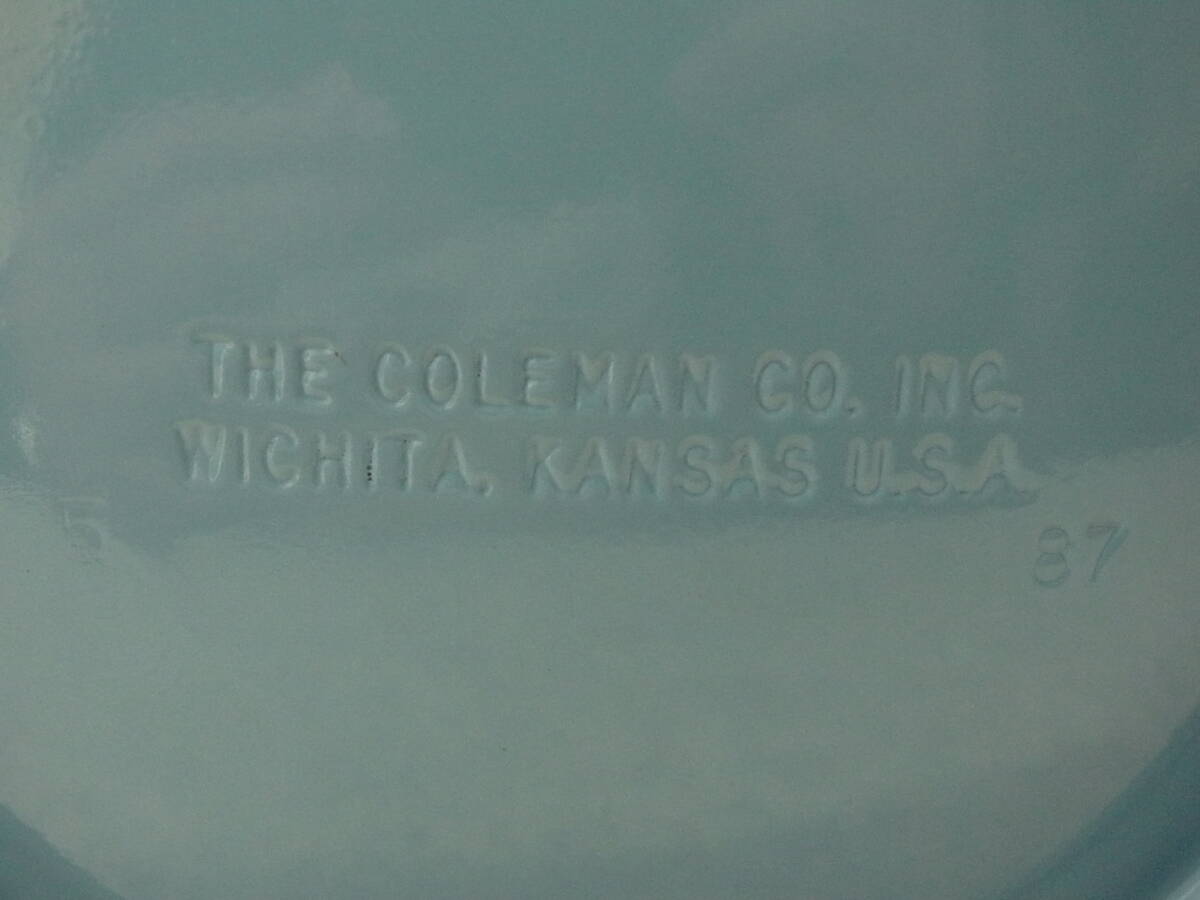 THE COLEMAN CO. INC.
WICHITA, KANSAS U.S.A.
5
87